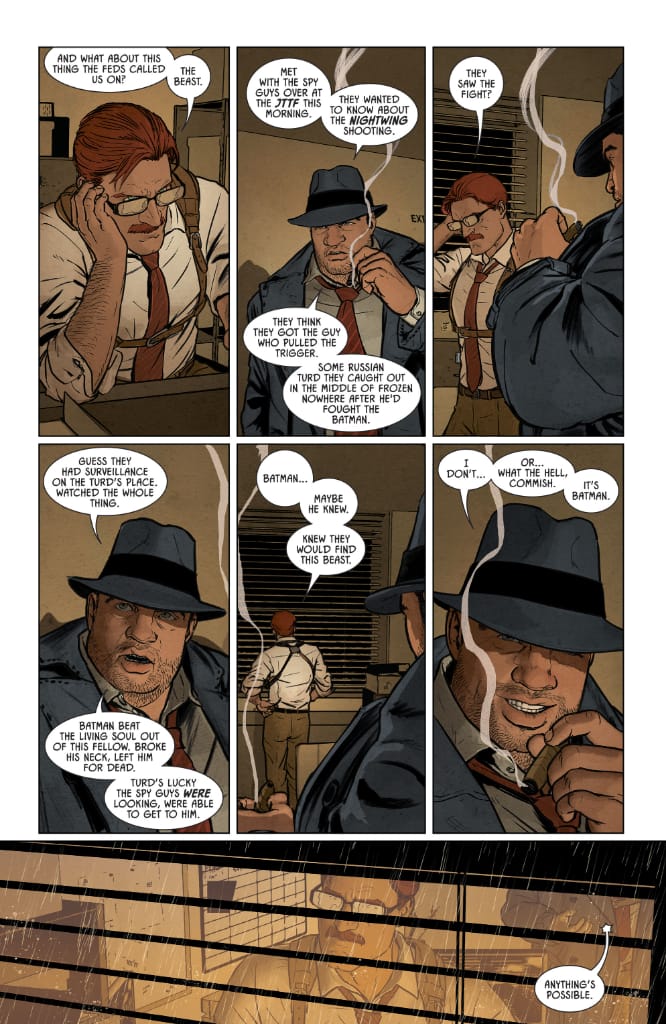 AND WHAT ABOUT THIS
THING THE FEDS CALLED
US ON?
THE
BEAST.
MET
WITH THE SPY
GUYS OVER AT
THE JTTF THIS
MORNING.
THEY WANTED
TO KNOW ABOUT
THE NIGHTWING
SHOOTING.
EXI
THEY THINK
THEY GOT THE GUY
WHO PULLED THE
TRIGGER.
SOME RUSSIAN
TURD THEY CAUGHT OUT
IN THE MIDDLE OF FROZEN
NOWHERE AFTER HE'D
FOUGHT THE
BATMAN.
THEY
SAW THE
FIGHT?
GUESS THEY
HAD SURVEILLANCE
ON THE TURD'S PLACE.
WATCHED THE WHOLE
THING.
BATMAN BEAT
THE LIVING SOUL OUT
OF THIS FELLOW. BROKE
HIS NECK, LEFT HIM
FOR DEAD.
TURD'S LUCKY
THE SPY GUYS WERE
LOOKING, WERE ABLE
TO GET TO HIM.
BATMAN...
MAYBE
HE KNEW.
KNEW THEY
WOULD FIND
THIS BEAST.
I
DON'T...
OR...
WHAT THE HELL,
COMMISH.
IT'S
BATMAN.
ANYTHING'S
POSSIBLE.